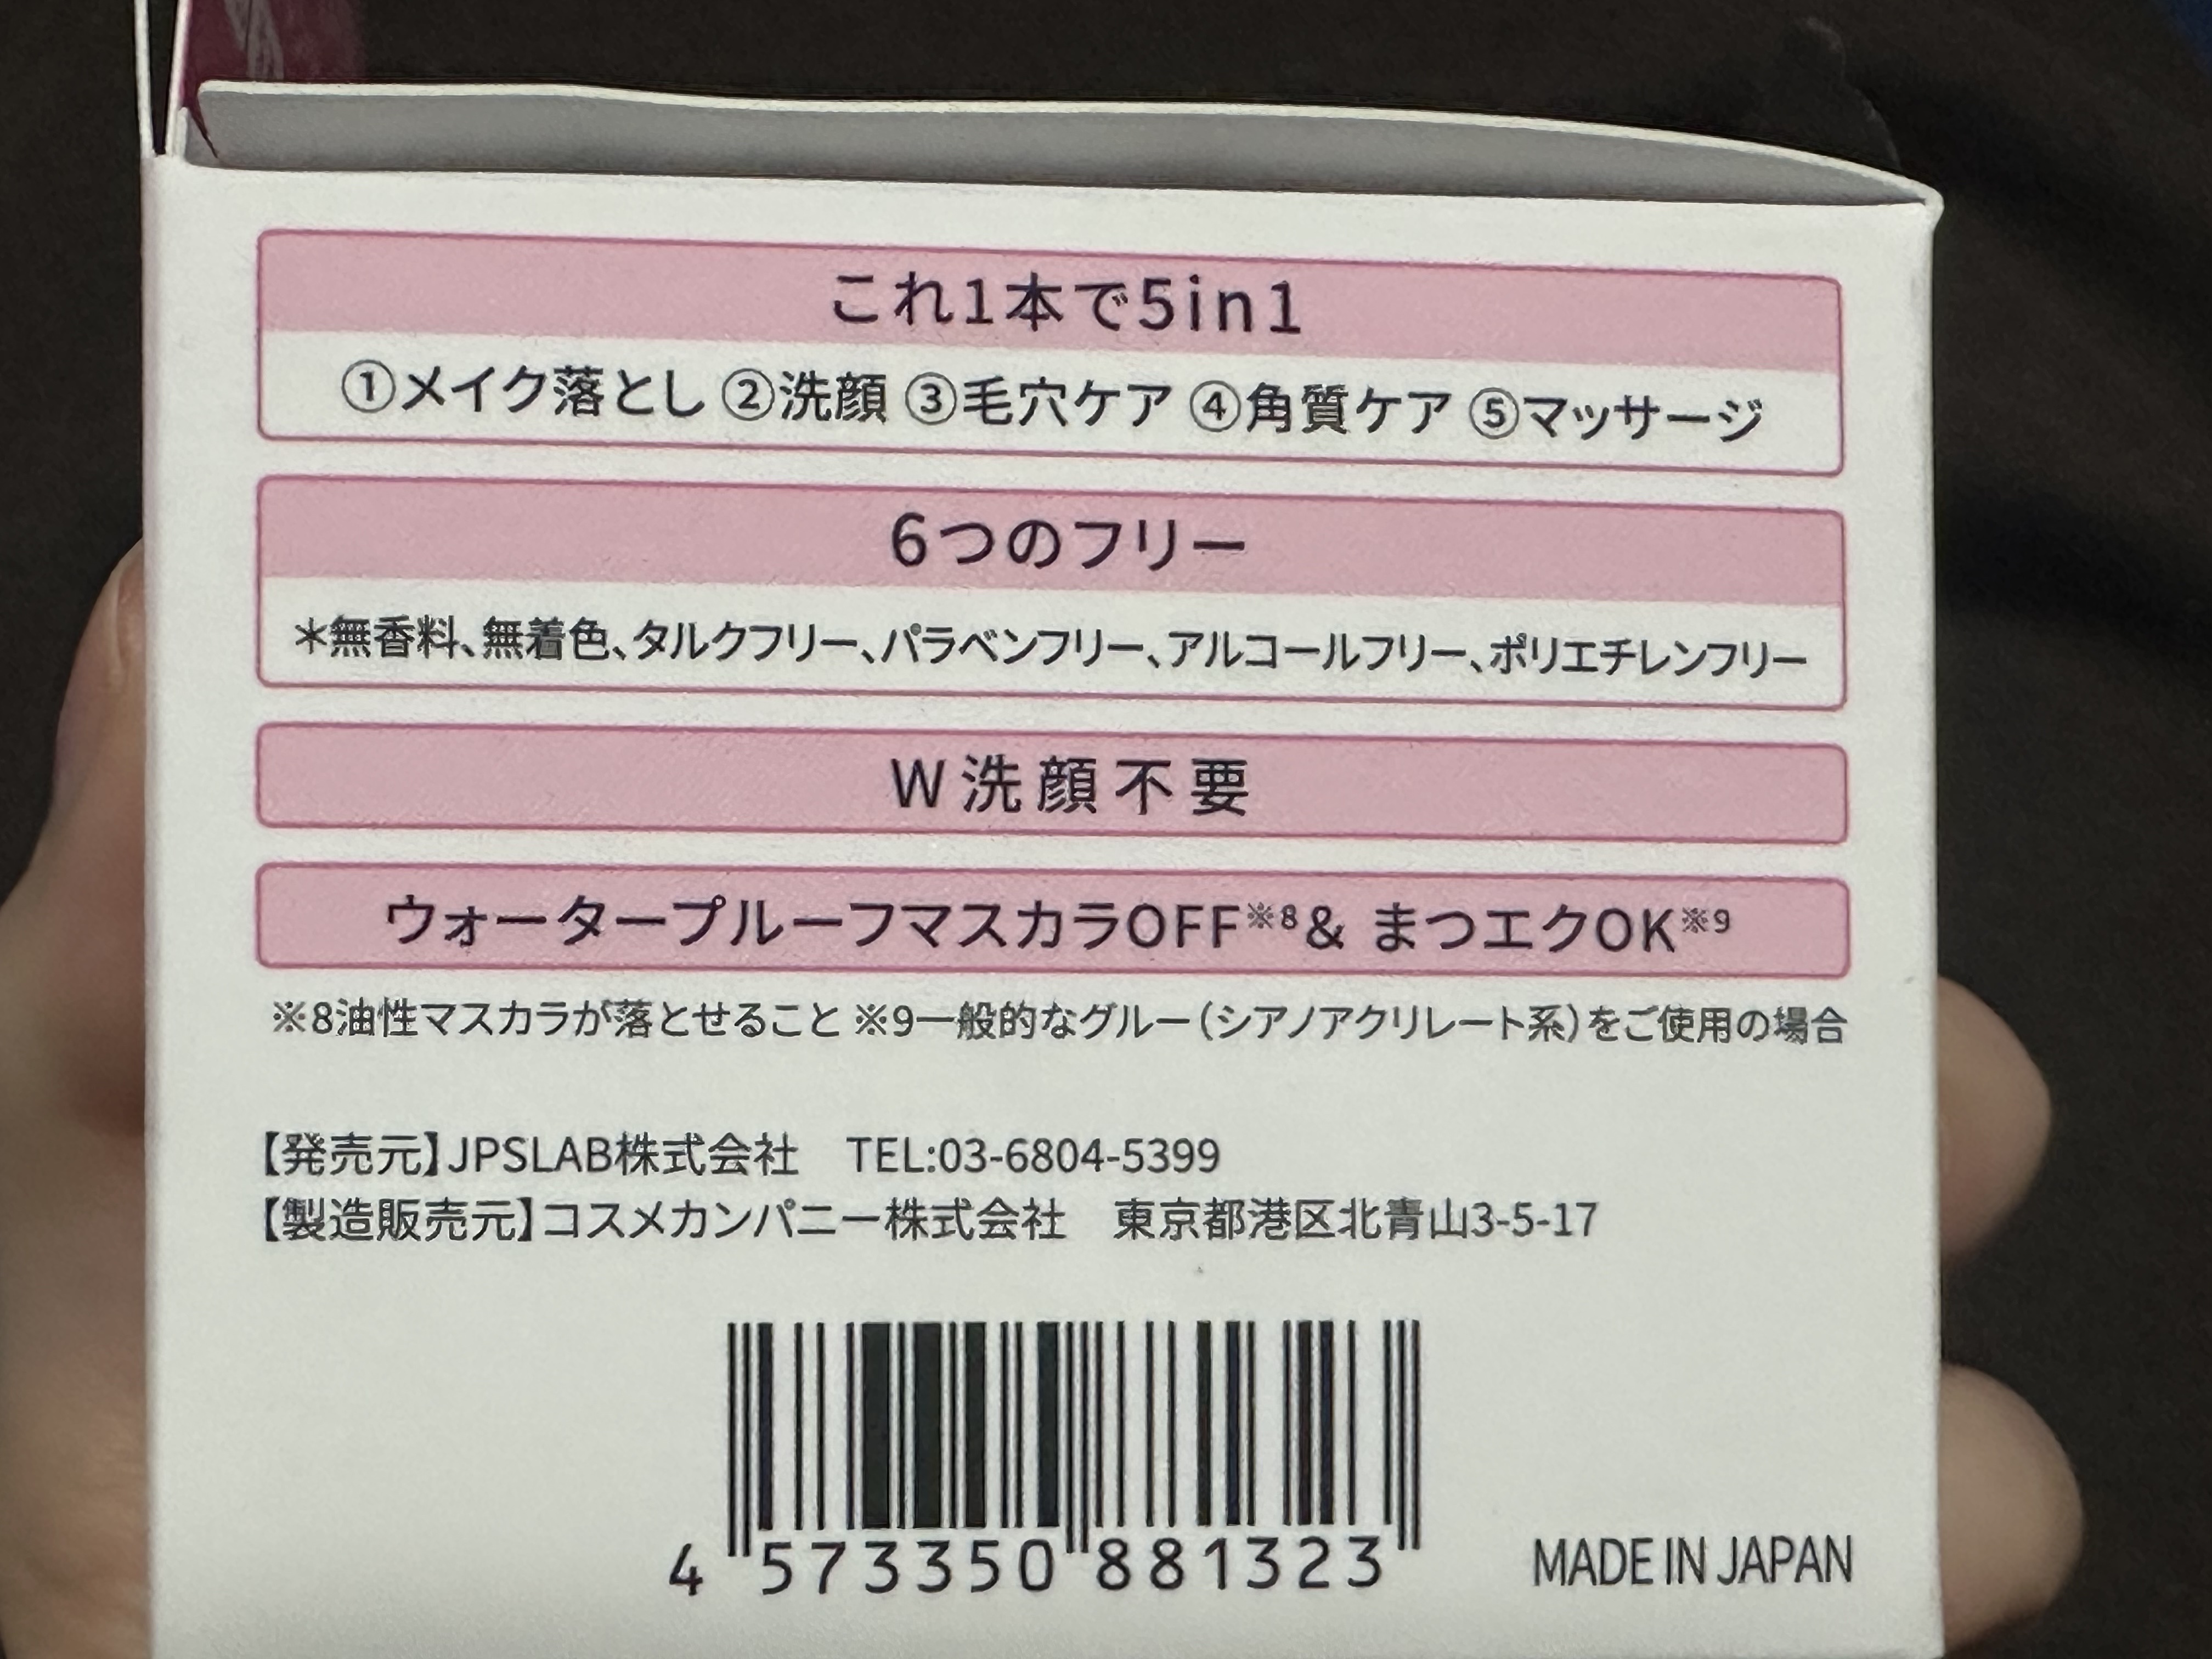 これ1本で5in1
①メイク落とし ②洗顔 ③毛穴ケア ④角質ケア ⑤マッサージ
6つのフリー
＊無香料、無着色、タルクフリー、パラベンフリー、アルコールフリー、ポリエチレンフリー
W洗顔不要
ウォータープルーフマスカラOFF※8& まつエクOK※9
※8油性マスカラが落とせること ※9一般的なグルー（シアノアクリレート系）をご使用の場合
【発売元】JPSLAB株式会社　TEL:03-6804-5399
【製造販売元】コスメカンパニー株式会社　東京都港区北青山3-5-17
4 573350 881323
MADE IN JAPAN